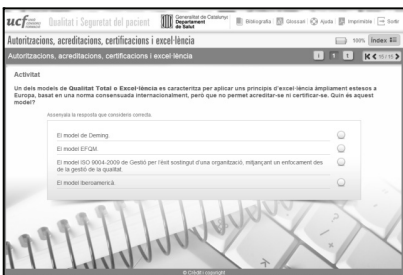 ucf Qualitat i Seguretat del pacient Generalitat de Catalunya Departament de Salut Bibliografia Glossari Ajuda Imprimible Sortir
Autoritzacions, acreditacions, certificacions i excel·lència 100% Índex
Autoritzacions, acreditacions, certificacions i excel·lència
Activitat
Un dels models de Qualitat Total o Excel·lència es caracteritza per aplicar uns principis d'excel·lència àmpliament estesos a
Europa, basat en una norma consensuada internacionalment, però que no permet acreditar-se ni certificar-se. Quin és aquest
model?
Assenyala la resposta que consideres correcta.
El model de Deming.
El model EFQM.
El model ISO 9004-2009 de Gestió per l'èxit sostingut d'una organització, mitjançant un enfocament des
de la gestió de la qualitat.
El model Iberoamericà.
© Crèdit i copyright